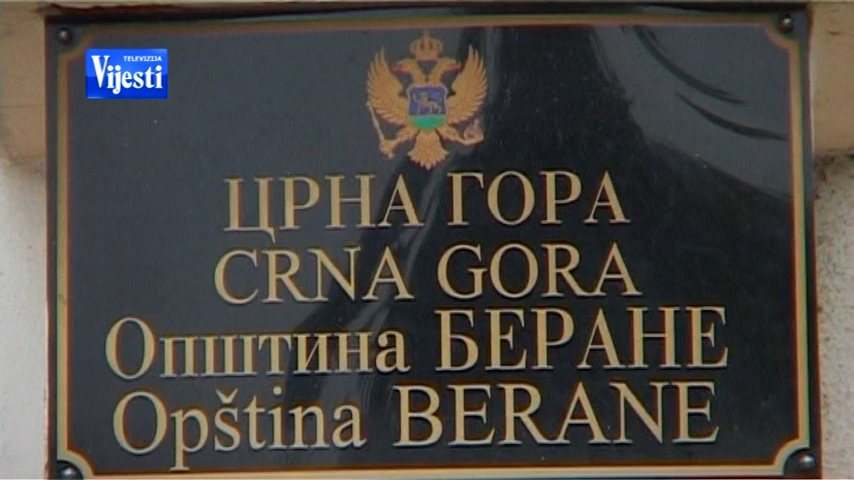 TELEVIZIJA
Vijesti
ЦРНА ГОРА
CRNA GORA
Општина БЕРАНЕ
Opština BERANE